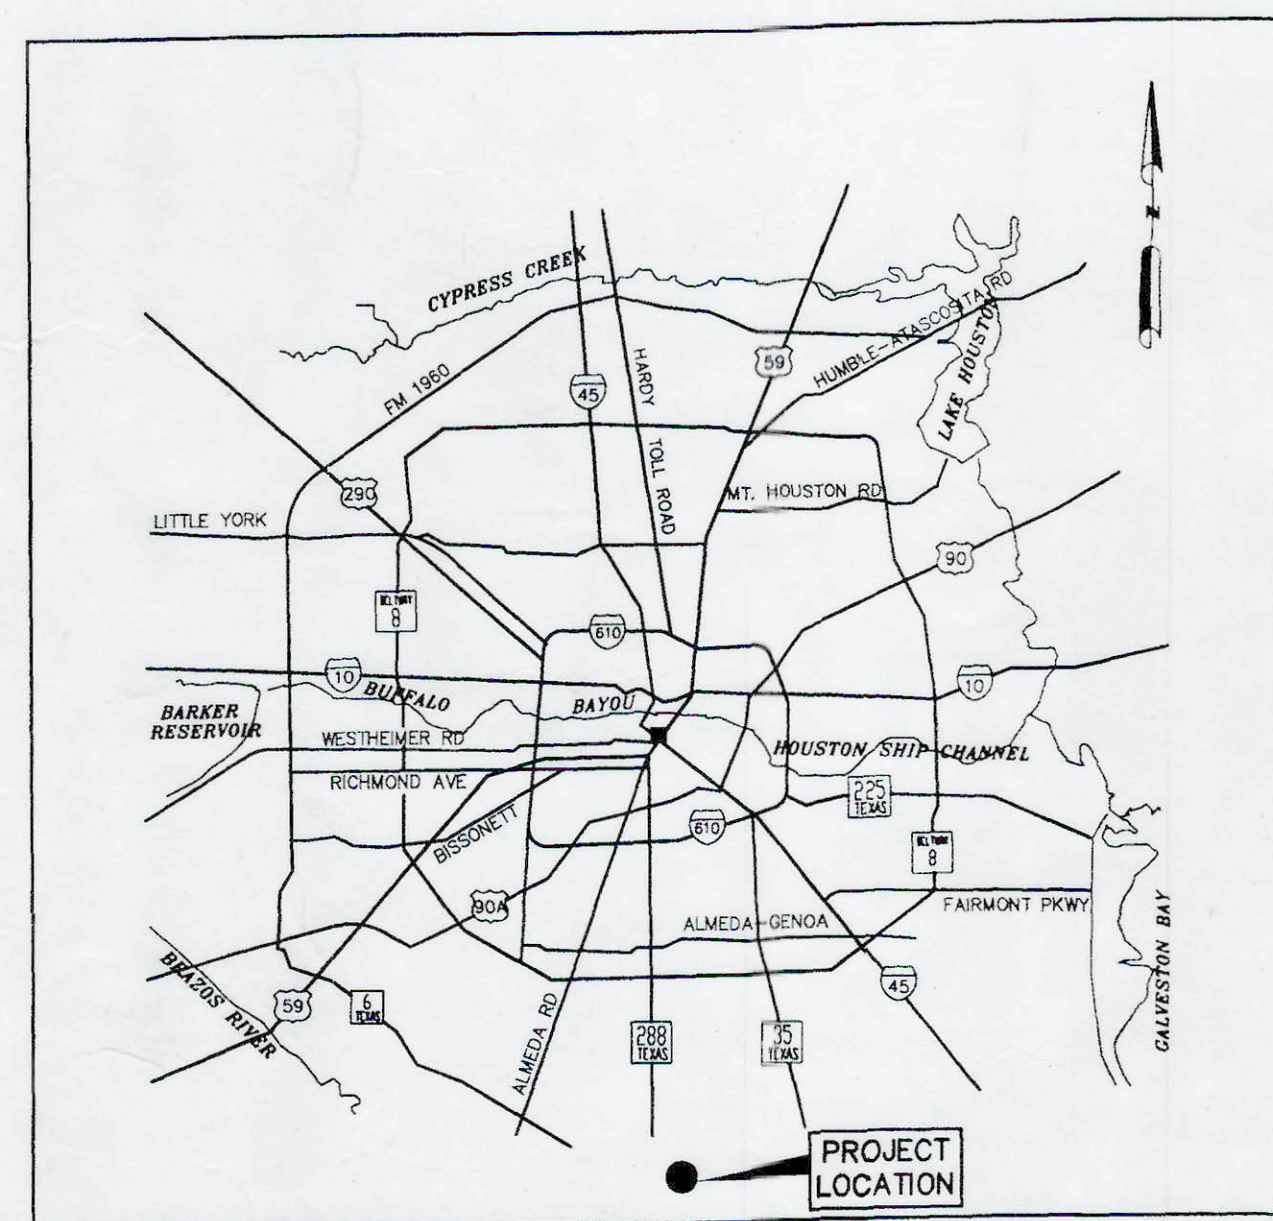 N
CYPRESS CREEK
HUMBLE-ATASCOSITA RD
59
HARDY
TOLL ROAD
45
FM 1960
LAKE HOUSTON
290
MT. HOUSTON RD
LITTLE YORK
90
BELTWAY
8
610
10
10
BUFFALO
BAYOU
BARKER
RESERVOIR
WESTHEIMER RD
HOUSTON SHIP CHANNEL
RICHMOND AVE
225
TEXAS
BISSONETT
610
BELTWAY
8
90A
FAIRMONT PKWY
ALMEDA-GENOA
GALVESTON BAY
BRAZOS RIVER
59
6
TEXAS
45
ALMEDA RD
288
TEXAS
35
TEXAS
PROJECT
LOCATION